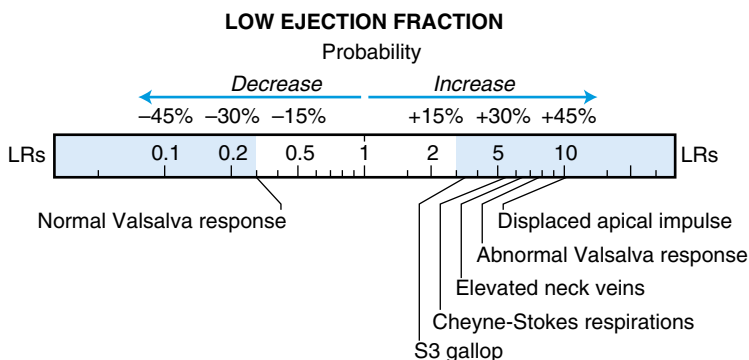 LOW EJECTION FRACTION
Probability
Decrease Increase
–45% –30% –15% +15% +30% +45%
LRs 0.1 0.2 0.5 1 2 5 10 LRs
Normal Valsalva response Displaced apical impulse
Abnormal Valsalva response
Elevated neck veins
Cheyne-Stokes respirations
S3 gallop